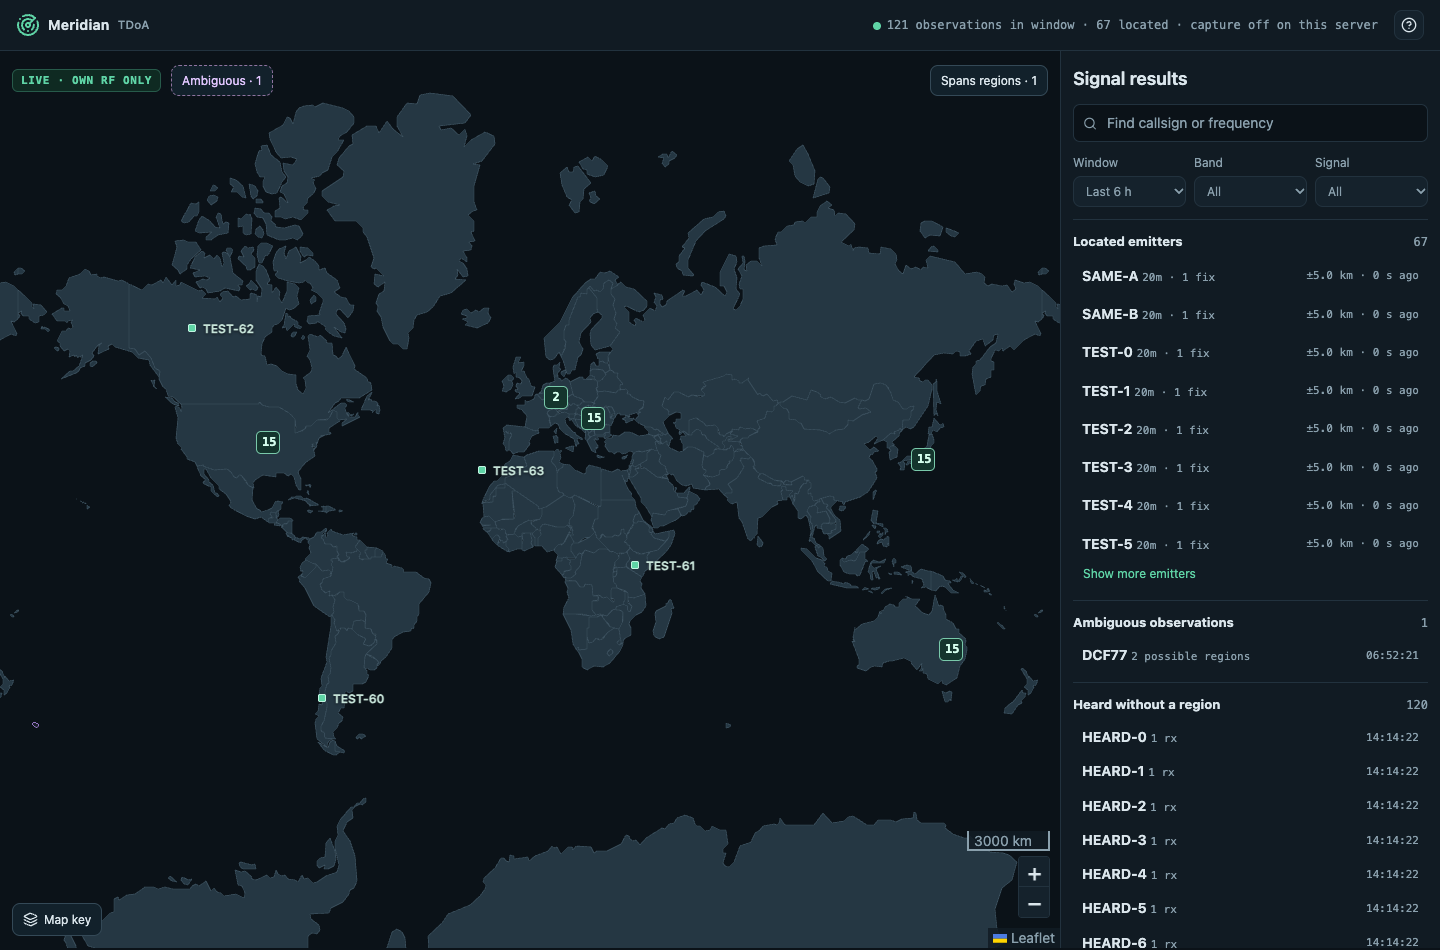 Meridian TDoA
121 observations in window · 67 located · capture off on this server
LIVE · OWN RF ONLY
Ambiguous · 1
Spans regions · 1
TEST-62
2
15
15
15
TEST-63
TEST-61
15
TEST-60
3000 km
+
−
Map key
Leaflet
Signal results
Find callsign or frequency
Window Band Signal
Last 6 h All All
Located emitters 67
SAME-A 20m · 1 fix ±5.0 km · 0 s ago
SAME-B 20m · 1 fix ±5.0 km · 0 s ago
TEST-0 20m · 1 fix ±5.0 km · 0 s ago
TEST-1 20m · 1 fix ±5.0 km · 0 s ago
TEST-2 20m · 1 fix ±5.0 km · 0 s ago
TEST-3 20m · 1 fix ±5.0 km · 0 s ago
TEST-4 20m · 1 fix ±5.0 km · 0 s ago
TEST-5 20m · 1 fix ±5.0 km · 0 s ago
Show more emitters
Ambiguous observations 1
DCF77 2 possible regions 06:52:21
Heard without a region 120
HEARD-0 1 rx 14:14:22
HEARD-1 1 rx 14:14:22
HEARD-2 1 rx 14:14:22
HEARD-3 1 rx 14:14:22
HEARD-4 1 rx 14:14:22
HEARD-5 1 rx 14:14:22
HEARD-6 1 rx 14:14:22